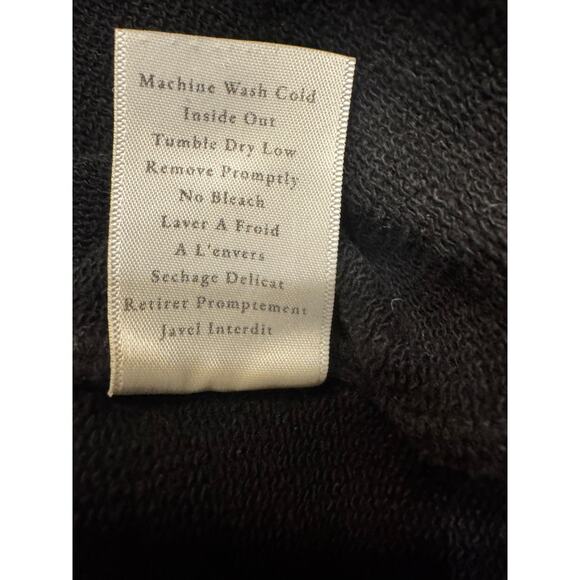 Machine Wash Cold
Inside Out
Tumble Dry Low
Remove Promptly
No Bleach
Laver A Froid
A L'envers
Sechage Delicat
Retirer Promptement
Javel Interdit